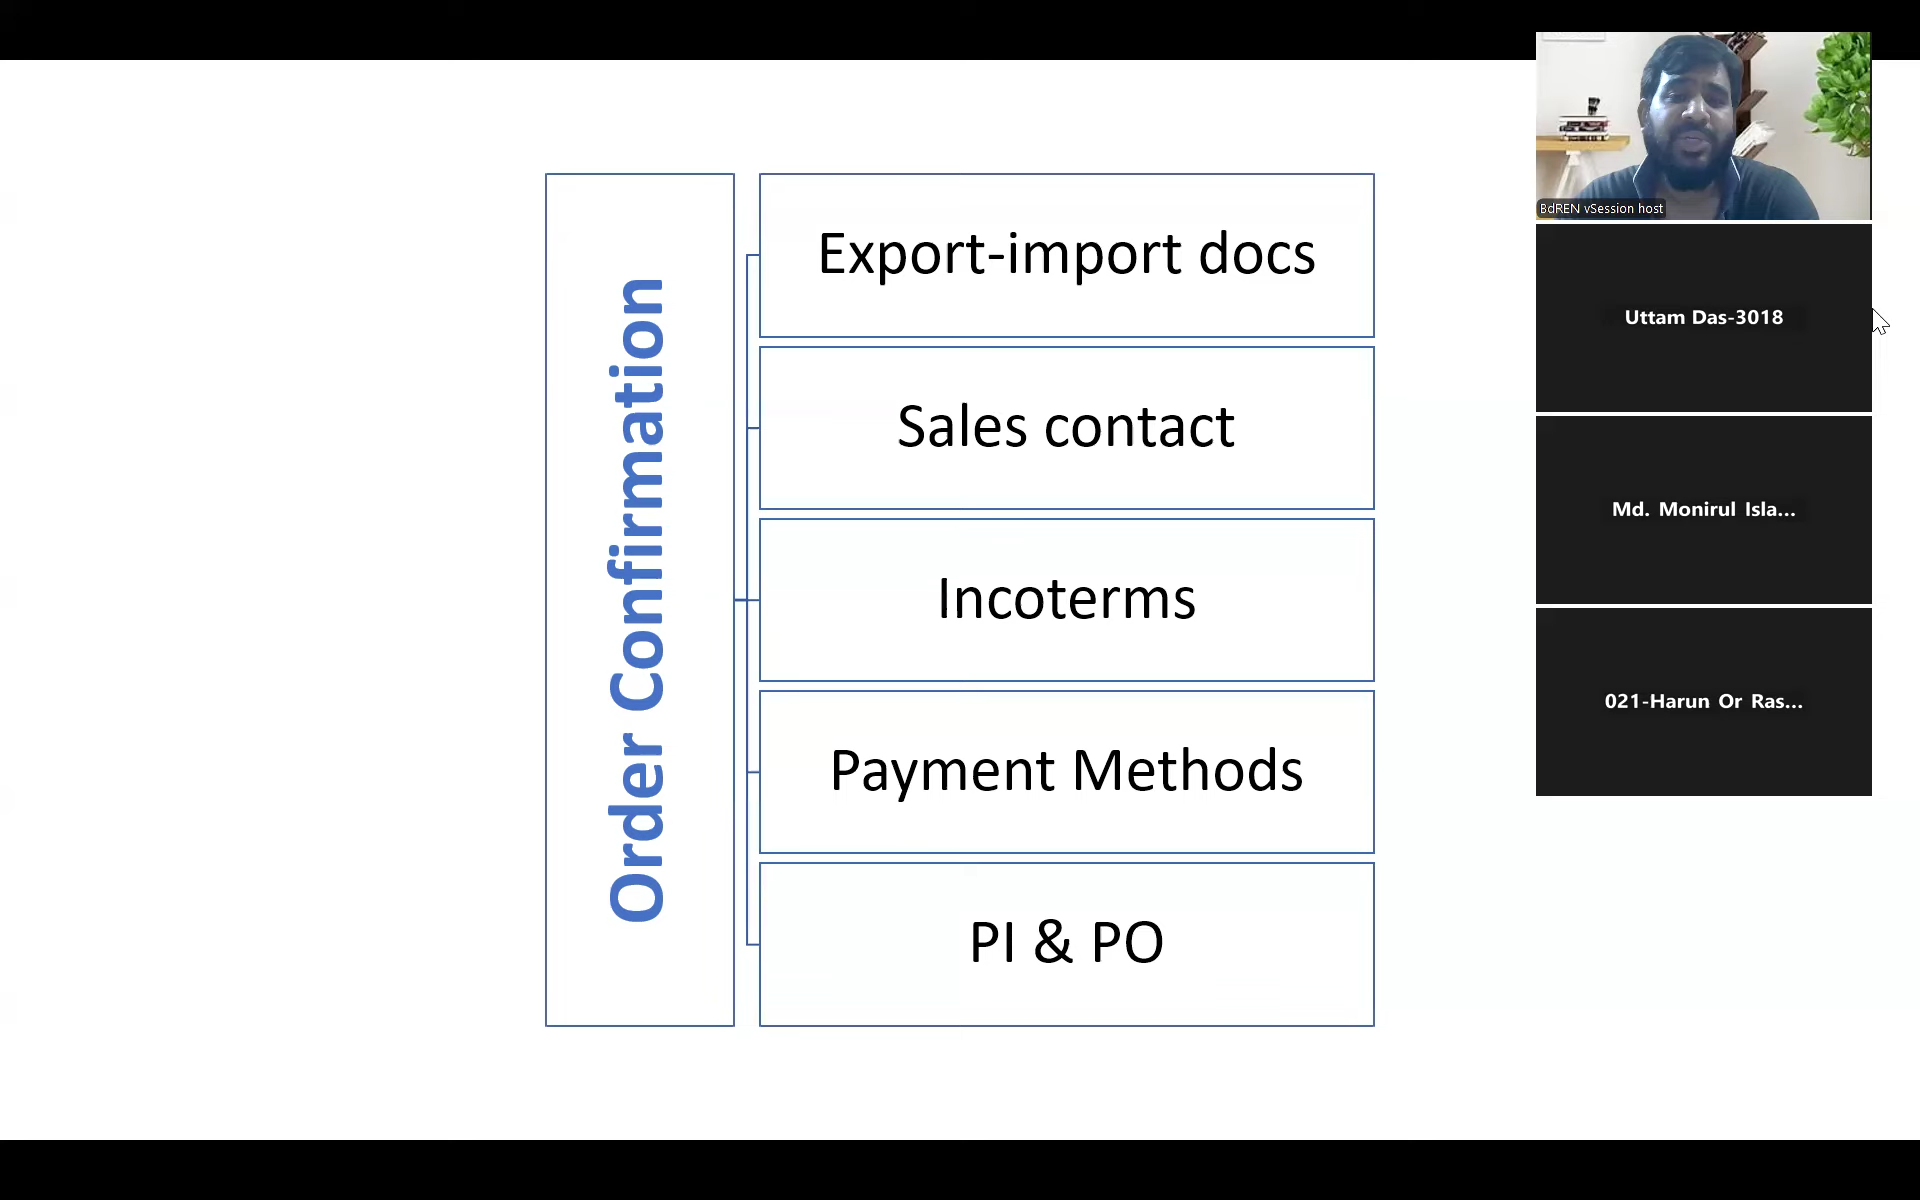 Order Confirmation
Export-import docs
Sales contact
Incoterms
Payment Methods
PI & PO
BdREN vSession host
Uttam Das-3018
Md. Monirul Isla...
021-Harun Or Ras...